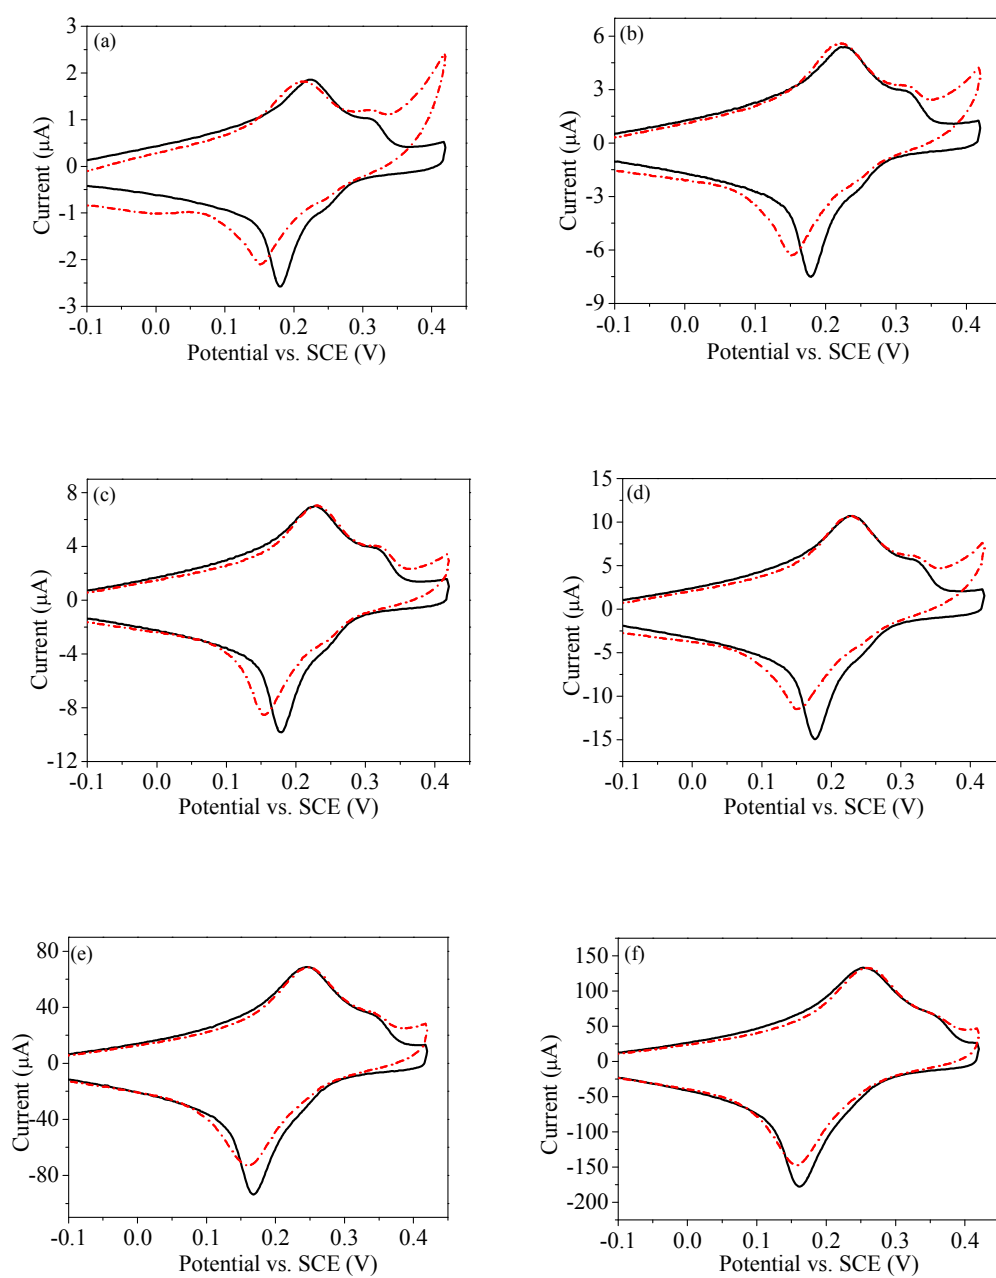 (a)
Current (μA)
3
2
1
0
-1
-2
-3
-0.1 0.0 0.1 0.2 0.3 0.4
Potential vs. SCE (V)
(b)
Current (μA)
6
3
0
-3
-6
-9
-0.1 0.0 0.1 0.2 0.3 0.4
Potential vs. SCE (V)
(c)
Current (μA)
8
4
0
-4
-8
-12
-0.1 0.0 0.1 0.2 0.3 0.4
Potential vs. SCE (V)
(d)
Current (μA)
15
10
5
0
-5
-10
-15
-0.1 0.0 0.1 0.2 0.3 0.4
Potential vs. SCE (V)
(e)
Current (μA)
80
40
0
-40
-80
-0.1 0.0 0.1 0.2 0.3 0.4
Potential vs. SCE (V)
(f)
Current (μA)
150
100
50
0
-50
-100
-150
-200
-0.1 0.0 0.1 0.2 0.3 0.4
Potential vs. SCE (V)